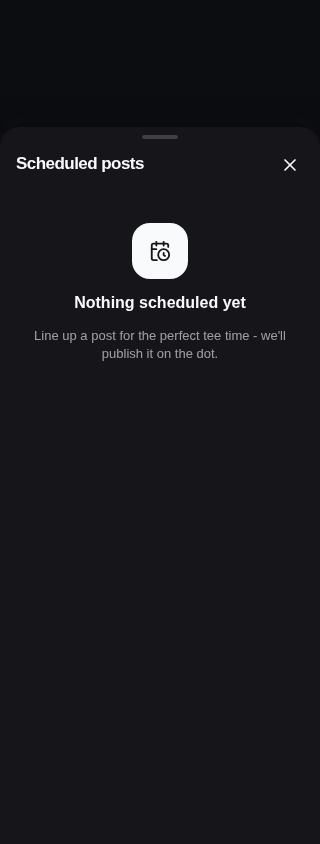 Scheduled posts
Nothing scheduled yet
Line up a post for the perfect tee time - we'll
publish it on the dot.